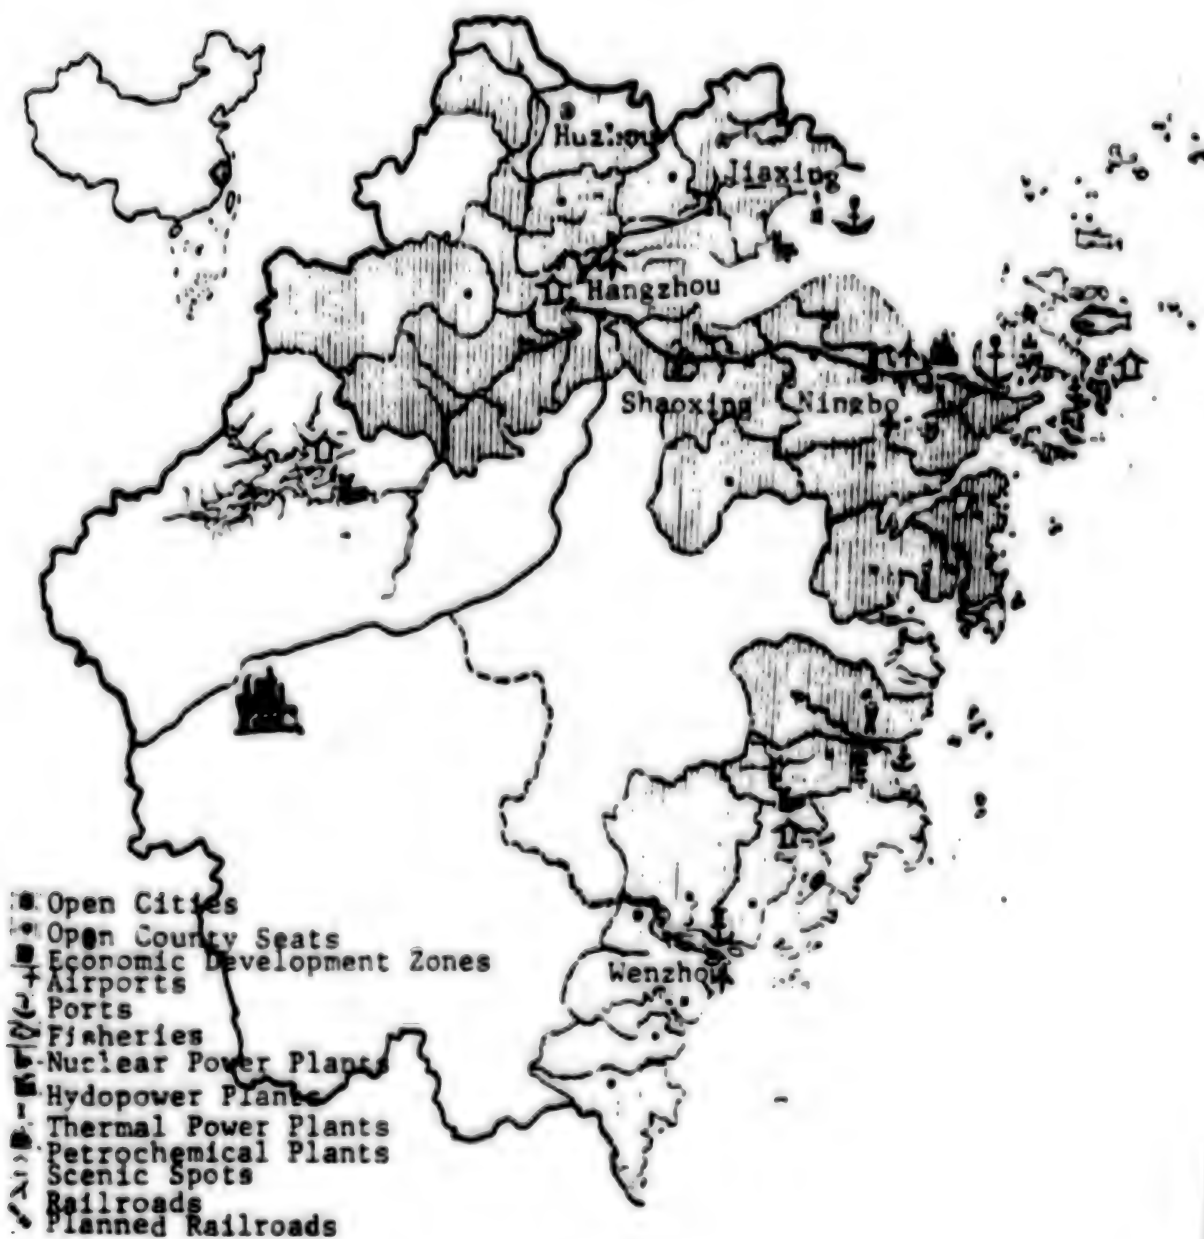 Huzhou
Jiaxing
Hangzhou
Shaoxing
Ningbo
Wenzhou
Open Cities
Open County Seats
Economic Development Zones
Airports
Ports
Fisheries
Nuclear Power Plants
Hydopower Plants
Thermal Power Plants
Petrochemical Plants
Scenic Spots
Railroads
Planned Railroads